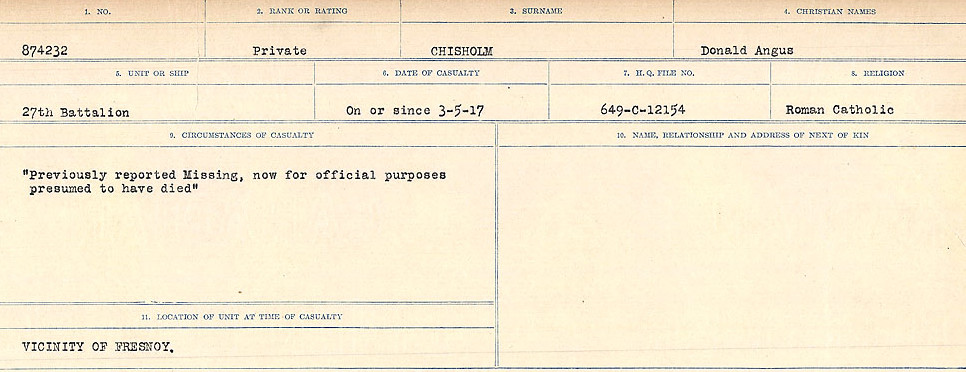 1. NO. 2. RANK OR RATING 3. SURNAME 4. CHRISTIAN NAMES
874232 Private CHISHOLM Donald Angus
5. UNIT OR SHIP 6. DATE OF CASUALTY 7. H.Q. FILE NO. 8. RELIGION
27th Battalion On or since 3-5-17 649-C-12154 Roman Catholic
9. CIRCUMSTANCES OF CASUALTY 10. NAME, RELATIONSHIP AND ADDRESS OF NEXT OF KIN
"Previously reported Missing, now for official purposes
presumed to have died"
11. LOCATION OF UNIT AT TIME OF CASUALTY
VICINITY OF FRESNOY.